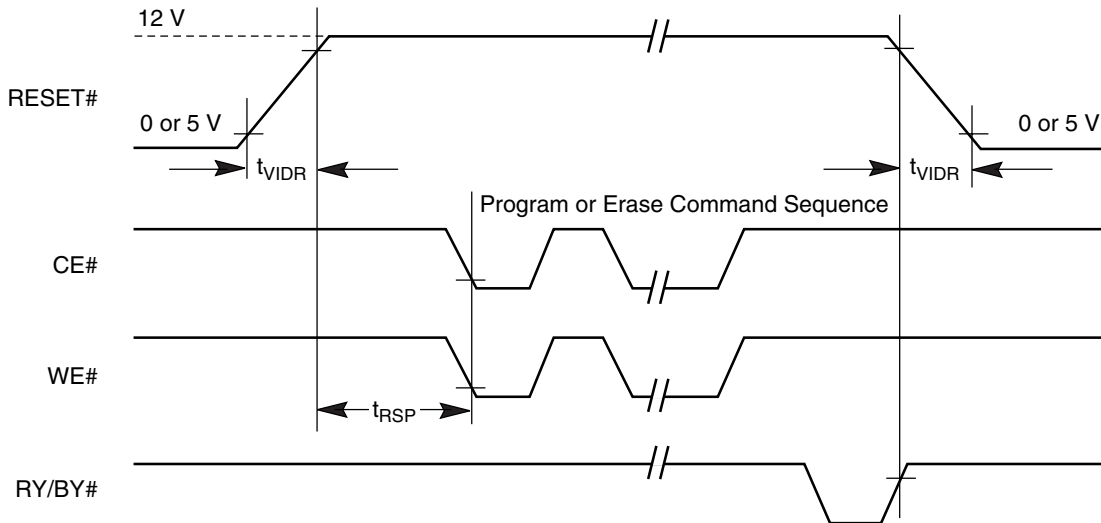 12 V
RESET#
0 or 5 V
0 or 5 V
tVIDR
tVIDR
Program or Erase Command Sequence
CE#
WE#
tRSP
RY/BY#